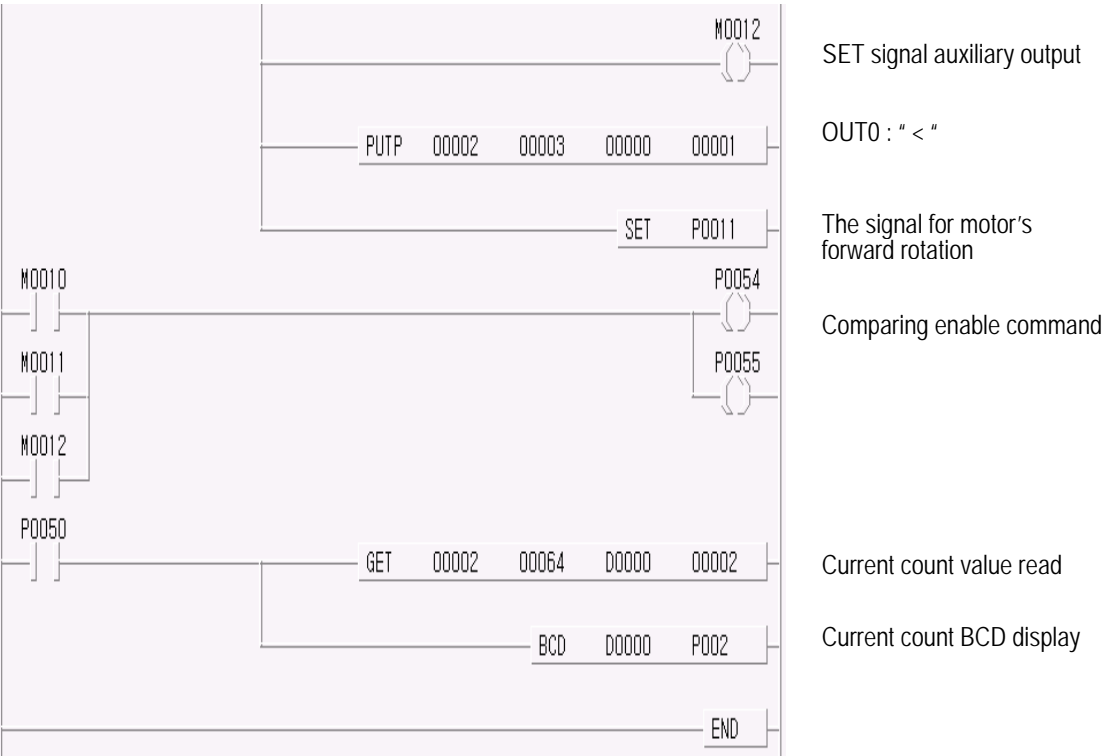 M0012
SET signal auxiliary output
PUTP 00002 00003 00000 00001
OUT0 : “ < “
SET P0011
The signal for motor’s
forward rotation
M0010
P0054
Comparing enable command
M0011
P0055
M0012
P0050
GET 00002 00064 D0000 00002
Current count value read
BCD D0000 P002
Current count BCD display
END